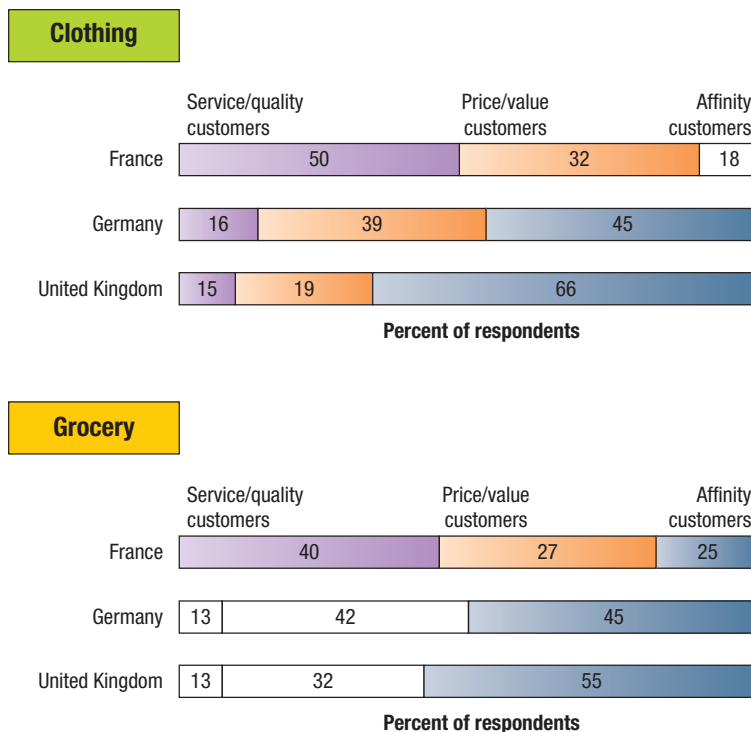 Clothing
Service/quality customers
Price/value customers
Affinity customers
France 50 32 18
Germany 16 39 45
United Kingdom 15 19 66
Percent of respondents
Grocery
Service/quality customers
Price/value customers
Affinity customers
France 40 27 25
Germany 13 42 45
United Kingdom 13 32 55
Percent of respondents